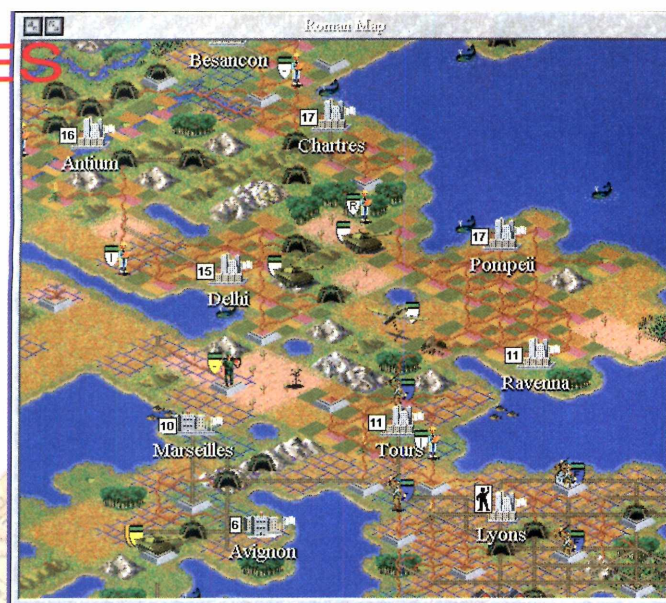 Roman Map
ES
Besancon
-
17
Chartres
16
Antium
R
17
Pompeii
I
15
Delhi
11
Ravenna
-
10
Marseilles
11
Tours
I
Lyons
6
Avignon
-